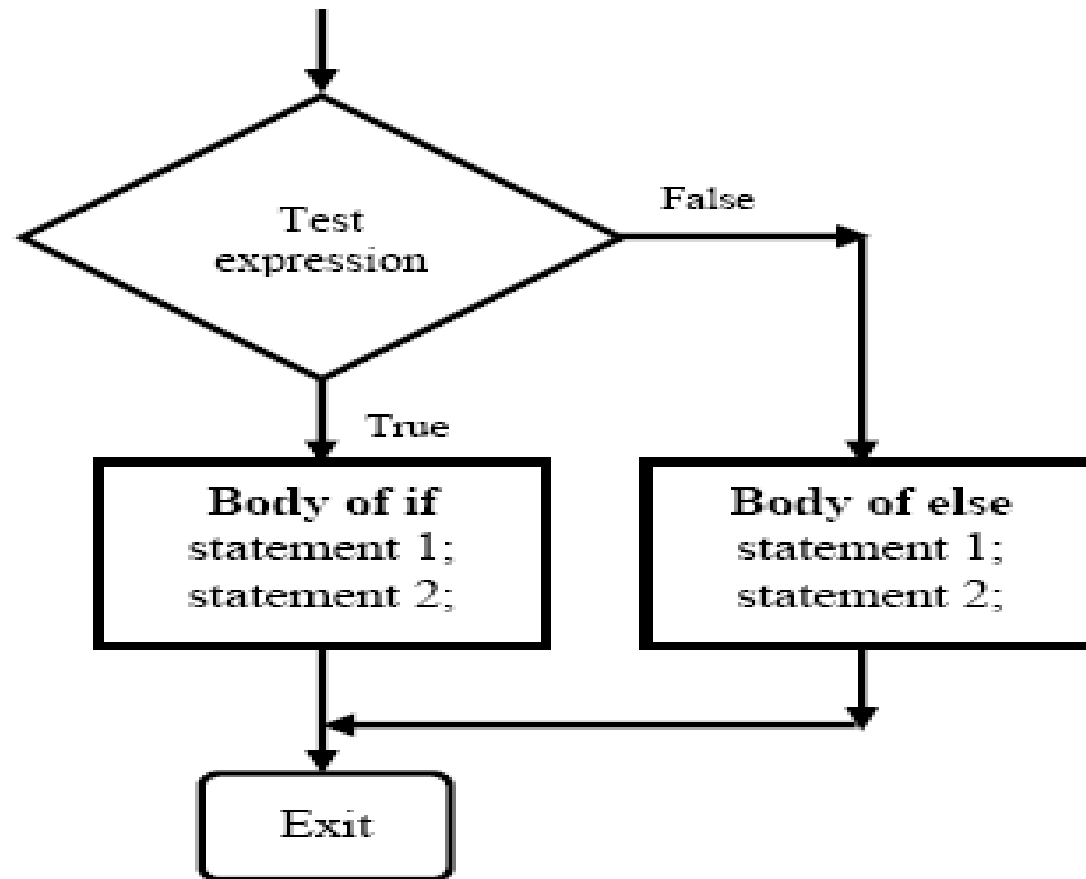 Test
expression
False
True
Body of if
statement 1;
statement 2;
Body of else
statement 1;
statement 2;
Exit